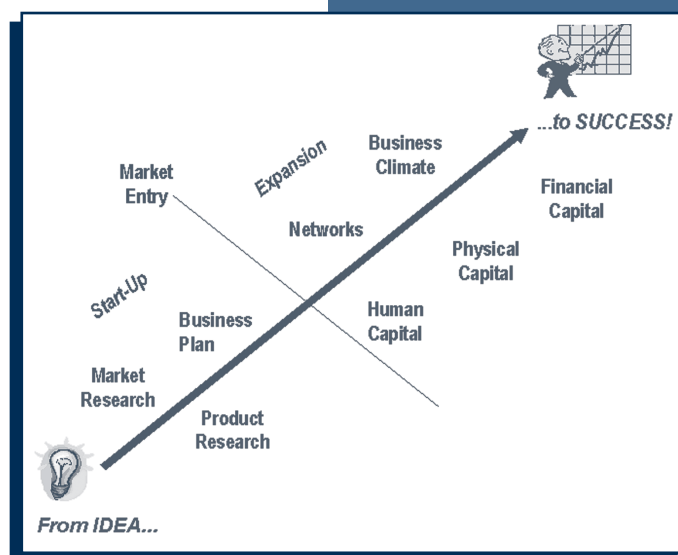 ...to SUCCESS!
Business
Climate
Expansion
Market
Entry
Financial
Capital
Networks
Physical
Capital
Start-Up
Human
Capital
Business
Plan
Market
Research
Product
Research
From IDEA...